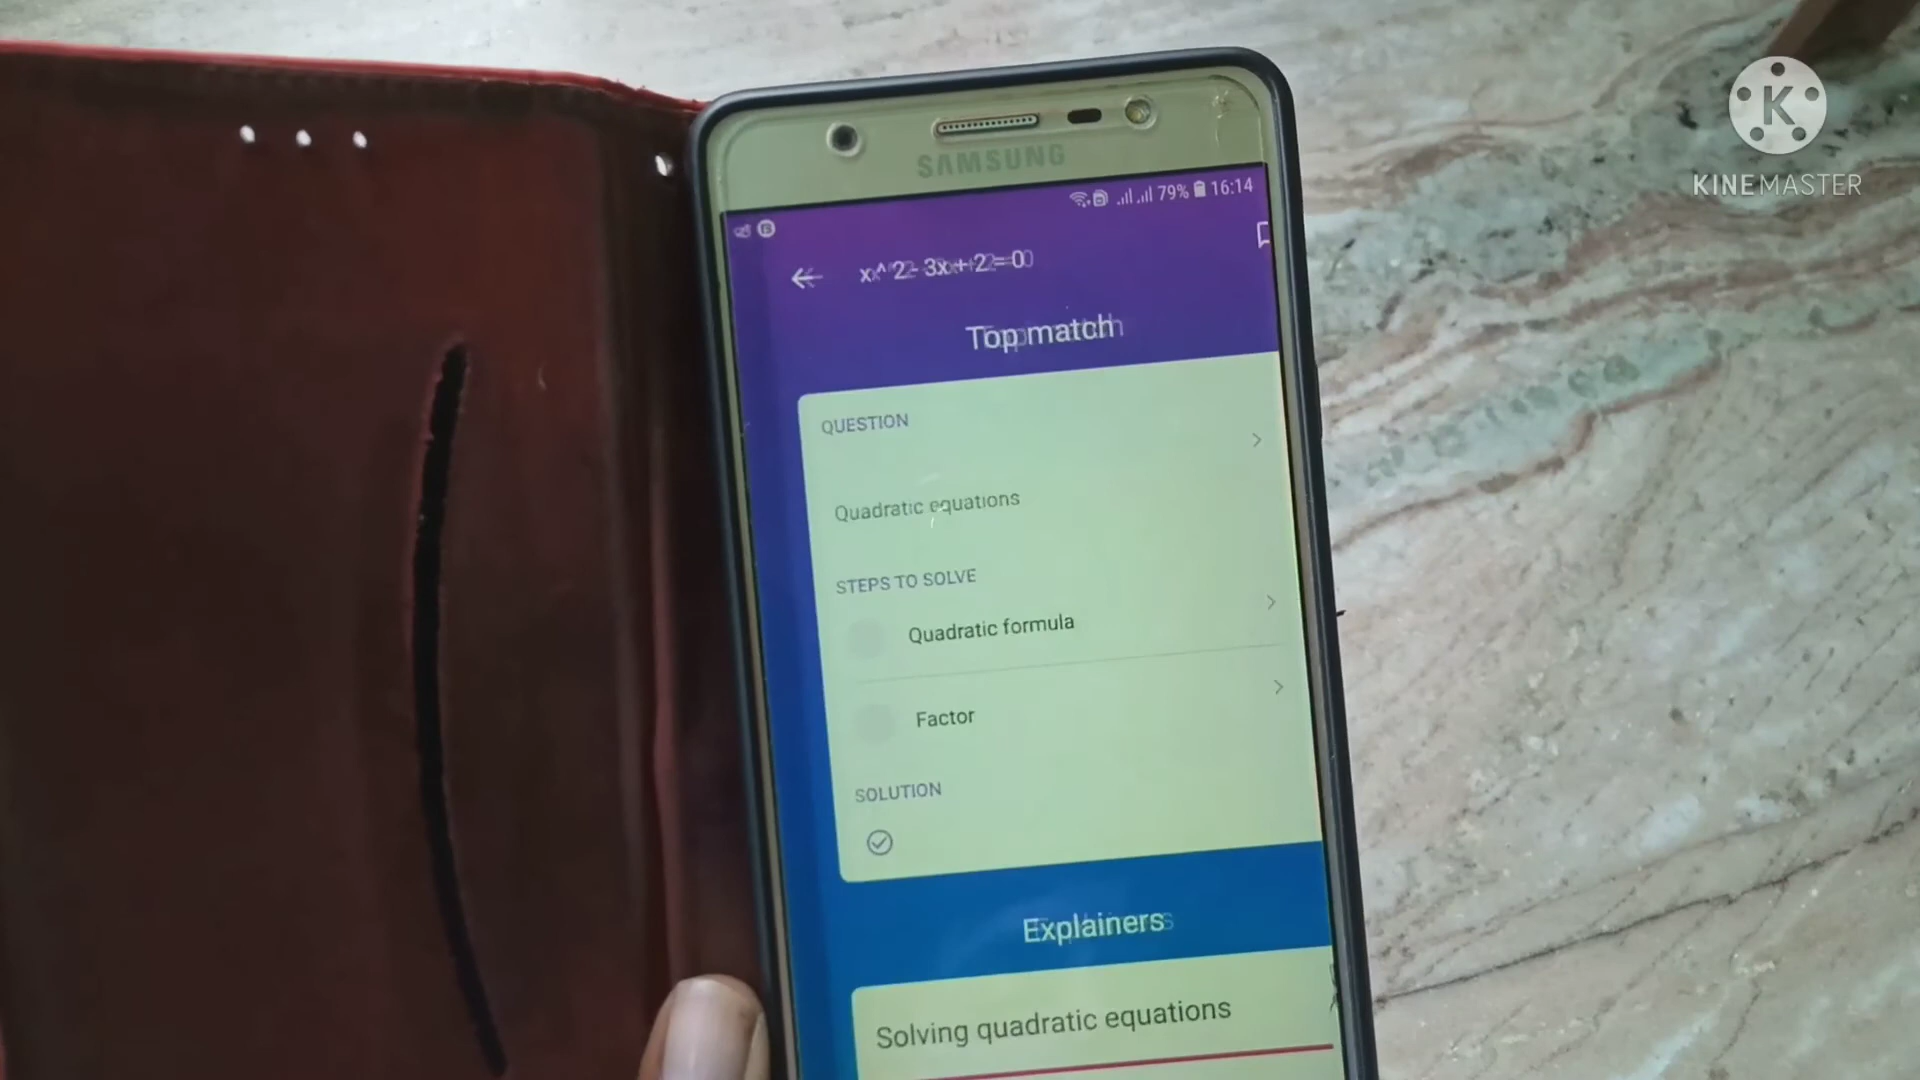 K
KINEMASTER
SAMSUNG
79% 16:14
x^2- 3x+2=0
Top match
QUESTION
Quadratic equations
STEPS TO SOLVE
Quadratic formula
Factor
SOLUTION
Explainers
Solving quadratic equations